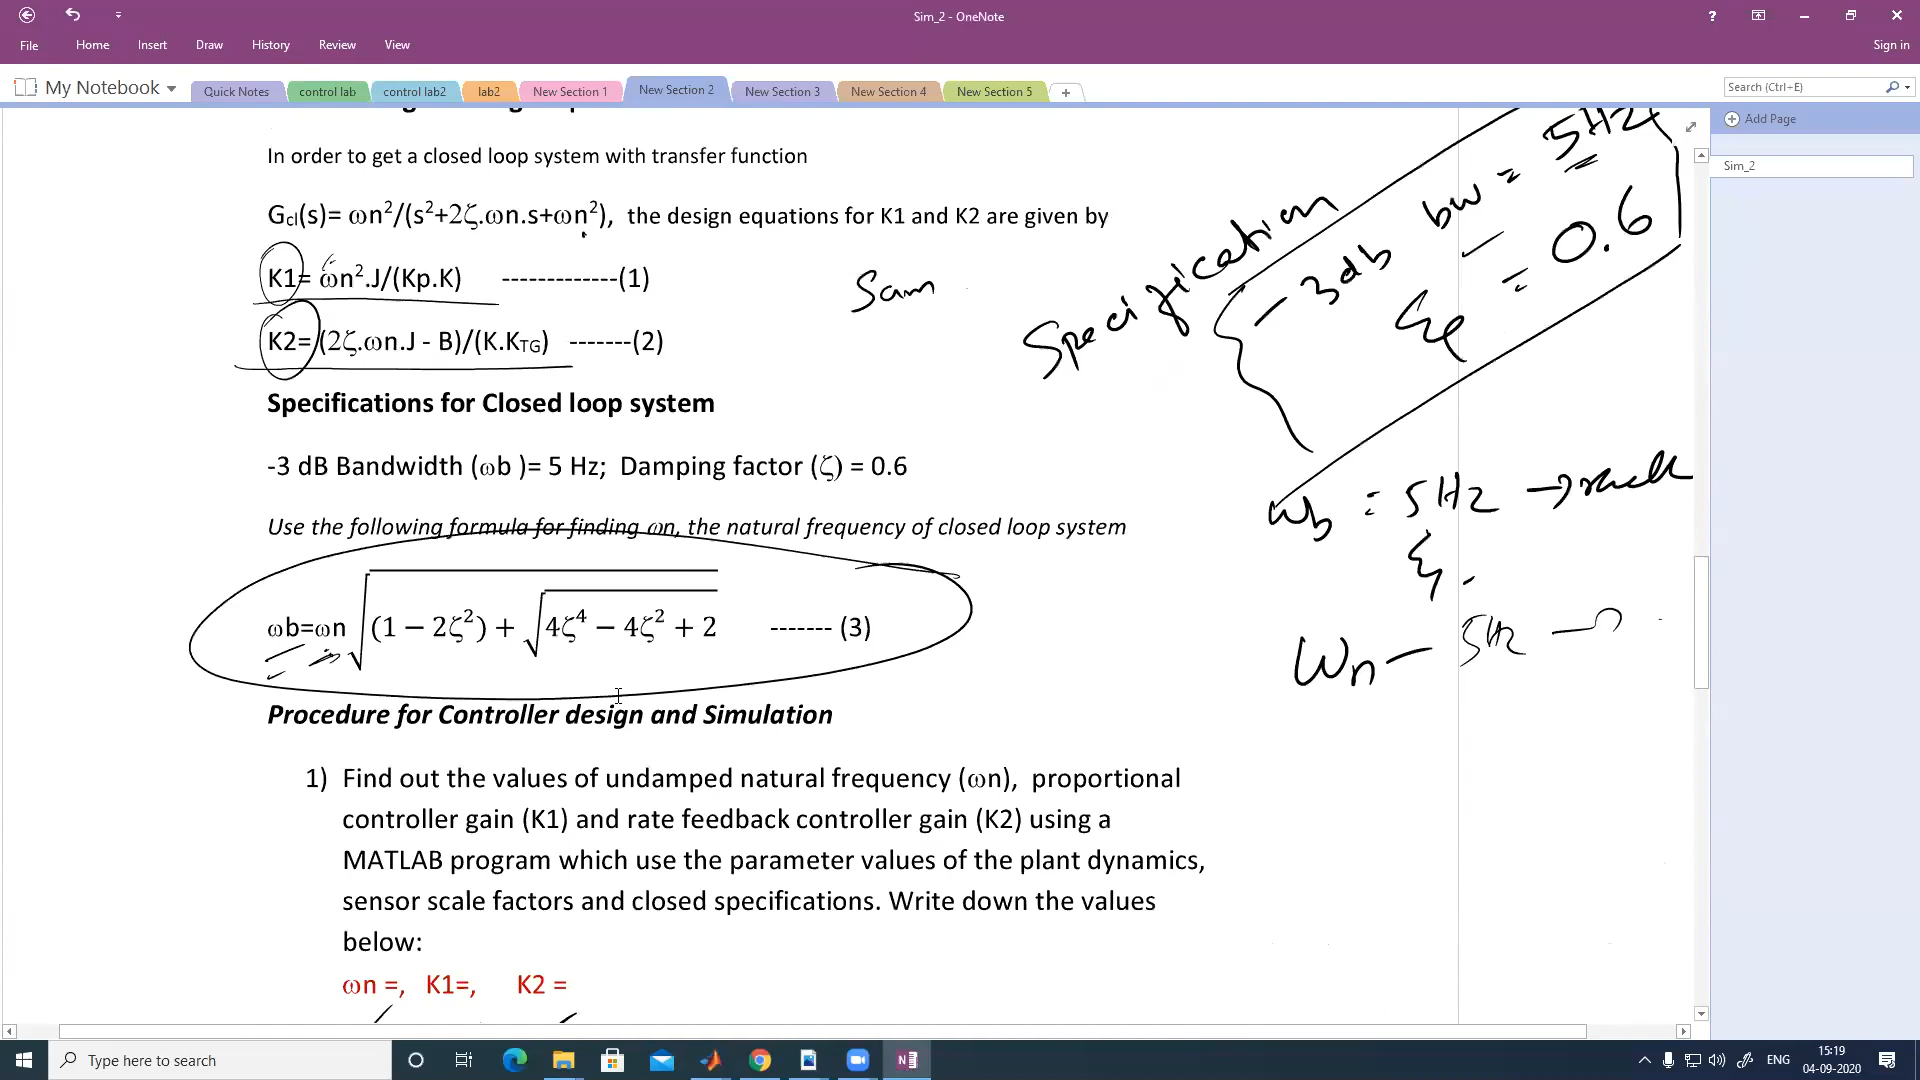 Sim_2 - OneNote
?
File Home Insert Draw History Review View
Sign in
My Notebook
Quick Notes control lab control lab2 lab2 New Section 1 New Section 2 New Section 3 New Section 4 New Section 5 +
Search (Ctrl+E)
Add Page
Sim_2
In order to get a closed loop system with transfer function
Gcl(s)= ωn²/(s²+2ζ.ωn.s+ωn²), the design equations for K1 and K2 are given by
K1= ωn².J/(Kp.K) -------------(1)
K2= (2ζ.ωn.J - B)/(K.KTG) -------(2)
Sam
Specification
-3db bw = 5Hz
ζ = 0.6
Specifications for Closed loop system
-3 dB Bandwidth (ωb )= 5 Hz; Damping factor (ζ) = 0.6
ωb = 5Hz →
ζ
Use the following formula for finding ωn, the natural frequency of closed loop system
ωb=ωn √((1 − 2ζ²) + √(4ζ⁴ − 4ζ² + 2)) ------- (3)
Wn – 5Hz
Procedure for Controller design and Simulation
1) Find out the values of undamped natural frequency (ωn), proportional
controller gain (K1) and rate feedback controller gain (K2) using a
MATLAB program which use the parameter values of the plant dynamics,
sensor scale factors and closed specifications. Write down the values
below:
ωn =, K1=, K2 =
Type here to search
ENG
15:19
04-09-2020